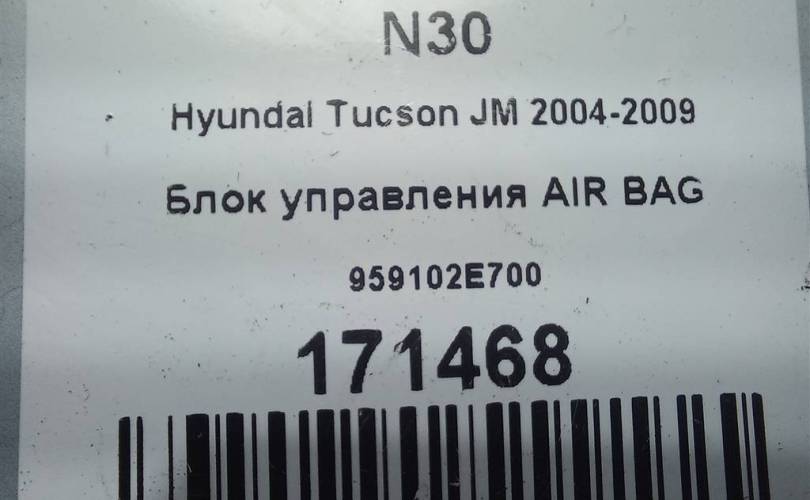 N30
Hyundai Tucson JM 2004-2009
Блок управления AIR BAG
959102E700
171468